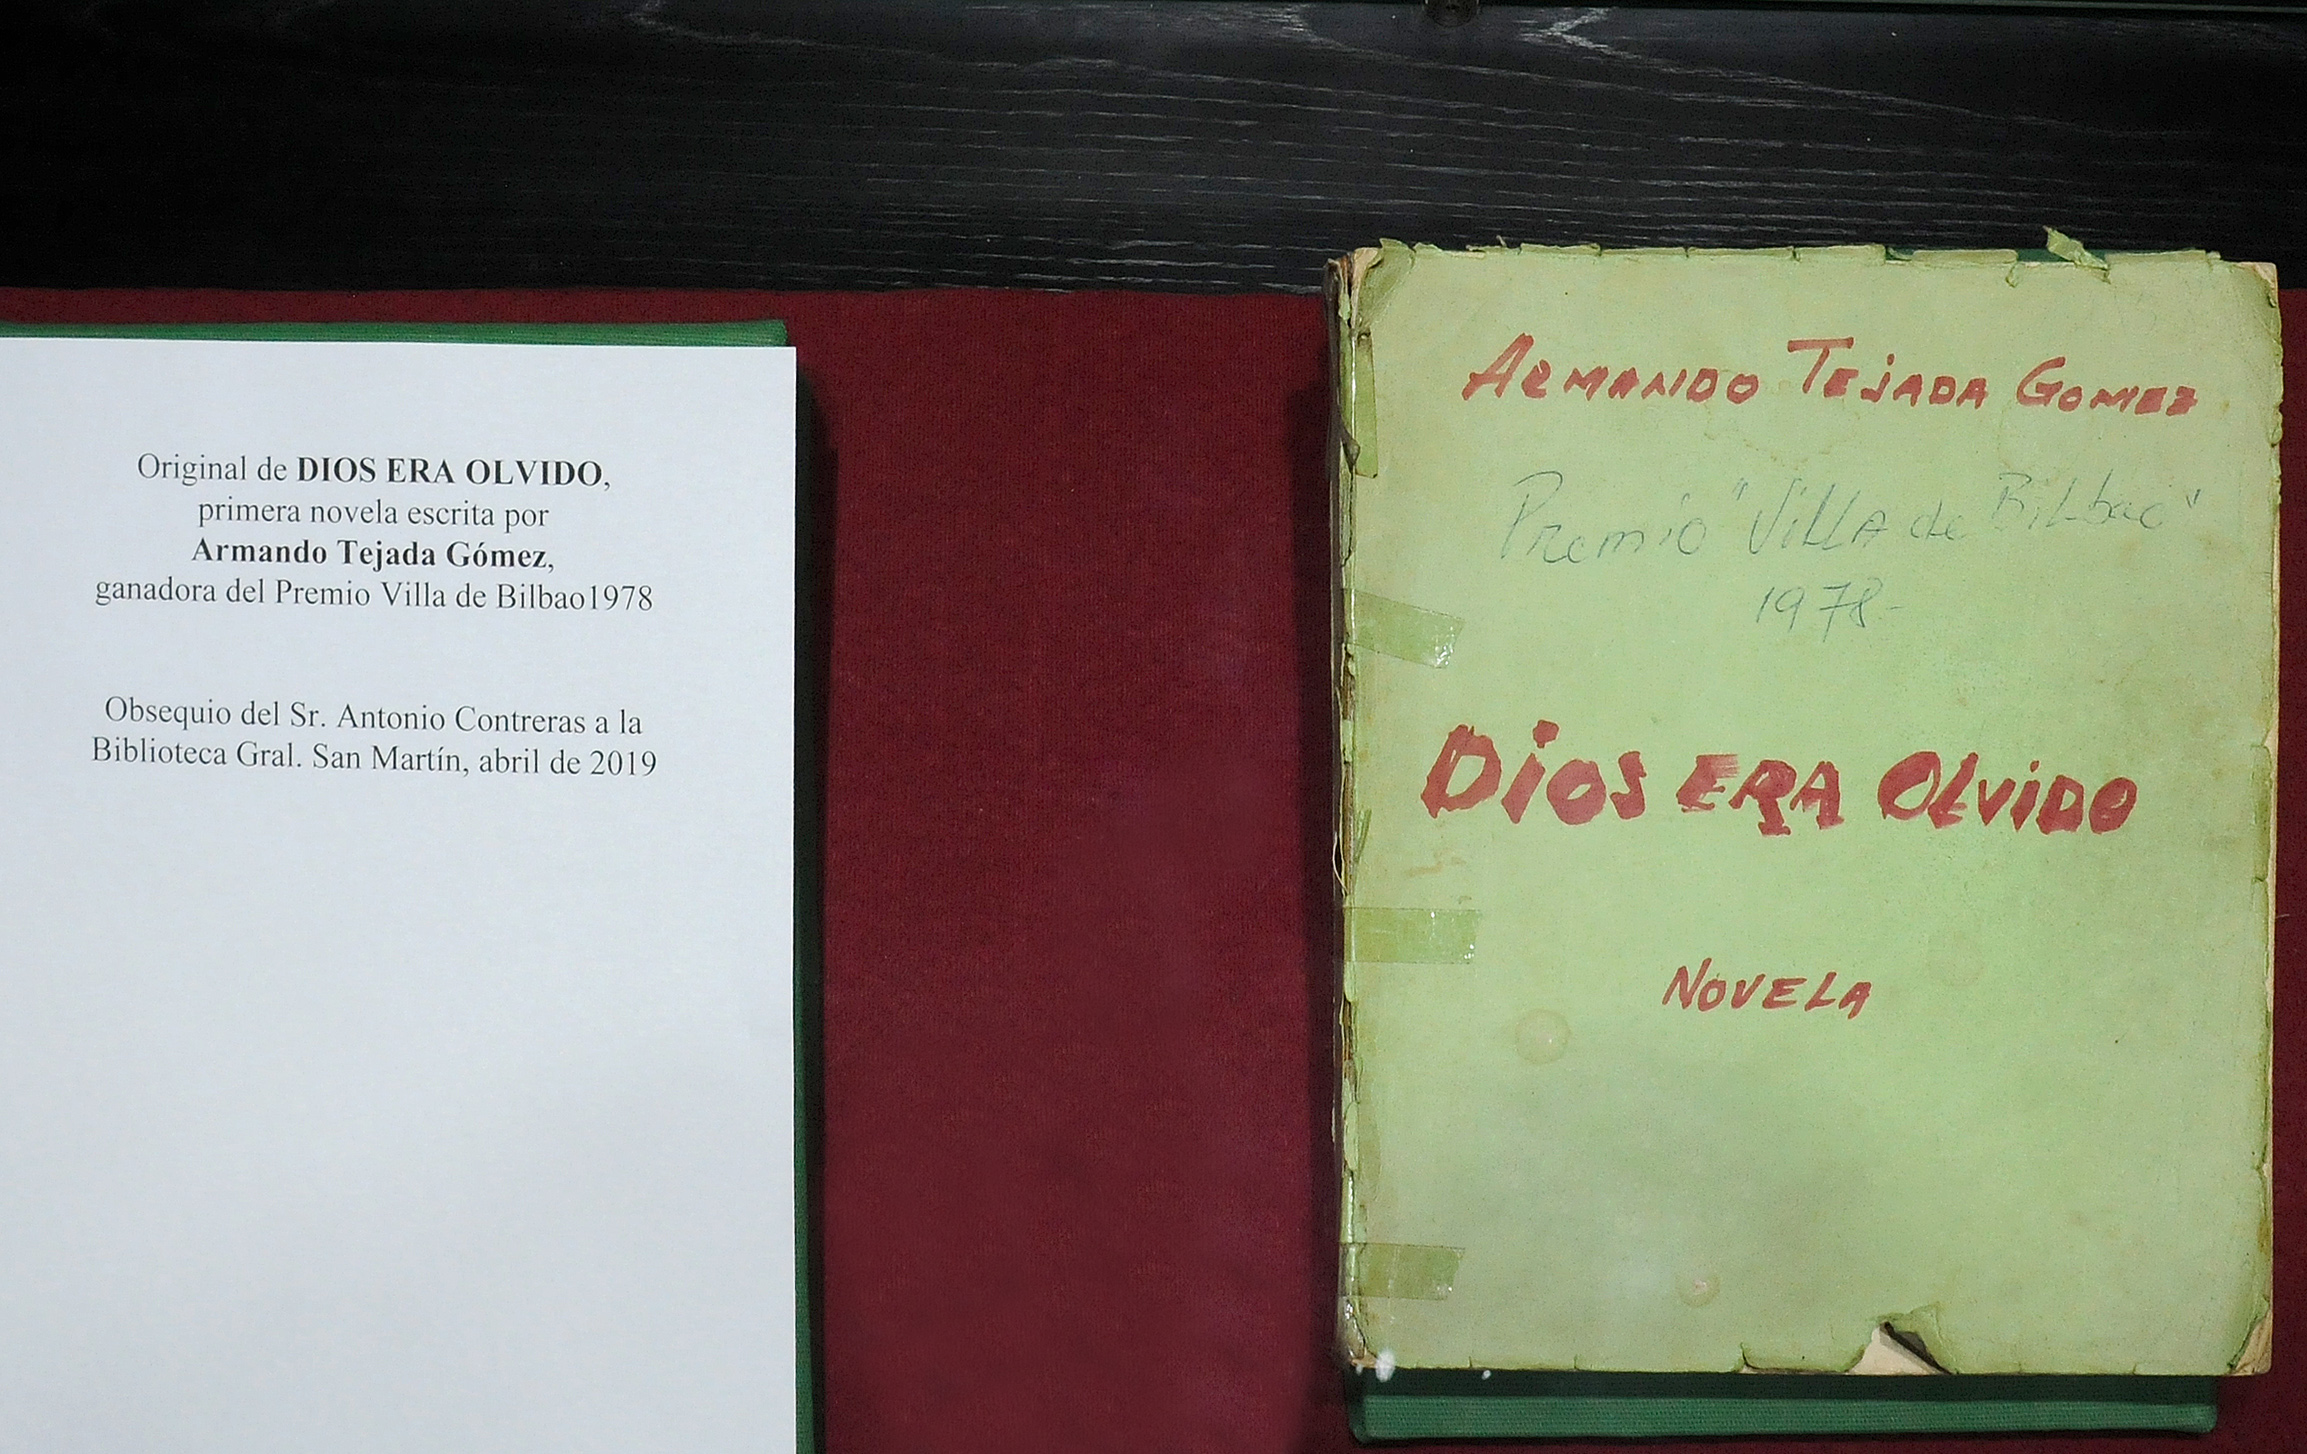 Original de DIOS ERA OLVIDO,
primera novela escrita por
Armando Tejada Gómez,
ganadora del Premio Villa de Bilbao1978
Obsequio del Sr. Antonio Contreras a la
Biblioteca Gral. San Martín, abril de 2019
ARMANDO TEJADA GOMEZ
Premio "Villa de Bilbao"
1978-
DiOS ERA OLViDO
NOVELA